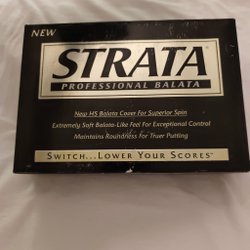 NEW
STRATA
PROFESSIONAL BALATA
New HS Balata Cover For Superior Spin
Extremely Soft Balata-Like Feel For Exceptional Control
Maintains Roundness For Truer Putting
SWITCH...LOWER YOUR SCORES™